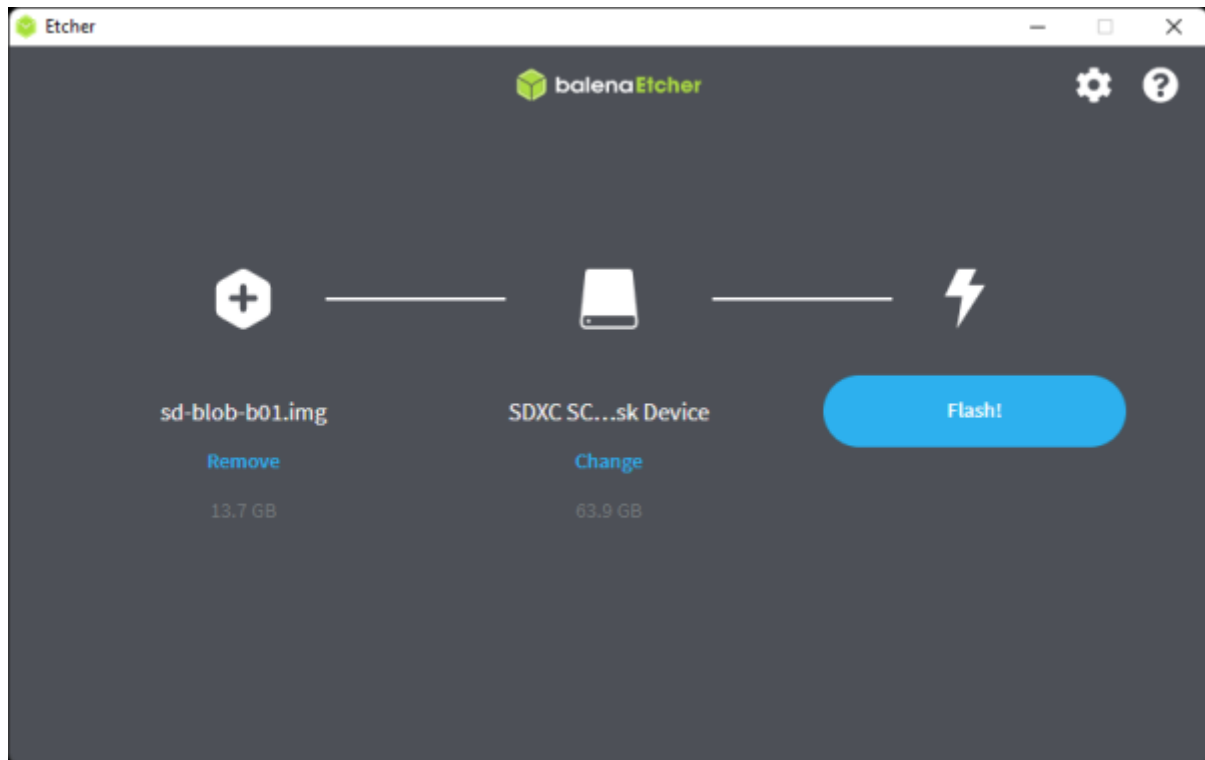 Etcher
balenaEtcher
sd-blob-b01.img
SDXC SC...sk Device
Flash!
Remove
Change
13.7 GB
63.9 GB